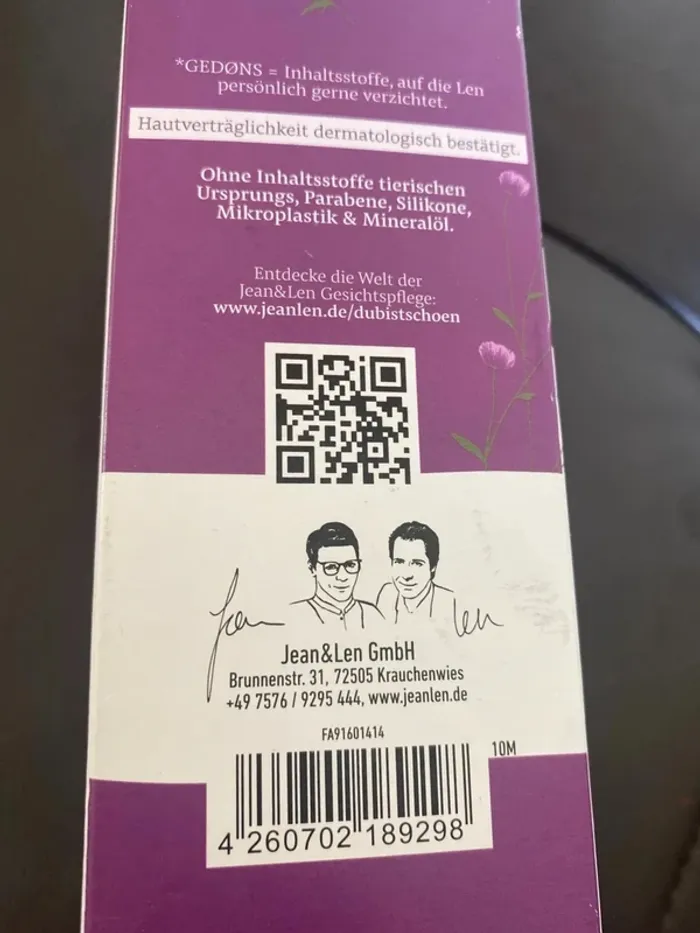 *GEDØNS = Inhaltsstoffe, auf die Len
persönlich gerne verzichtet.
Hautverträglichkeit dermatologisch bestätigt.
Ohne Inhaltsstoffe tierischen
Ursprungs, Parabene, Silikone,
Mikroplastik & Mineralöl.
Entdecke die Welt der
Jean&Len Gesichtspflege:
www.jeanlen.de/dubistschoen
Jean Len
Jean&Len GmbH
Brunnenstr. 31, 72505 Krauchenwies
+49 7576 / 9295 444, www.jeanlen.de
FA91601414
10M
4 260702 189298